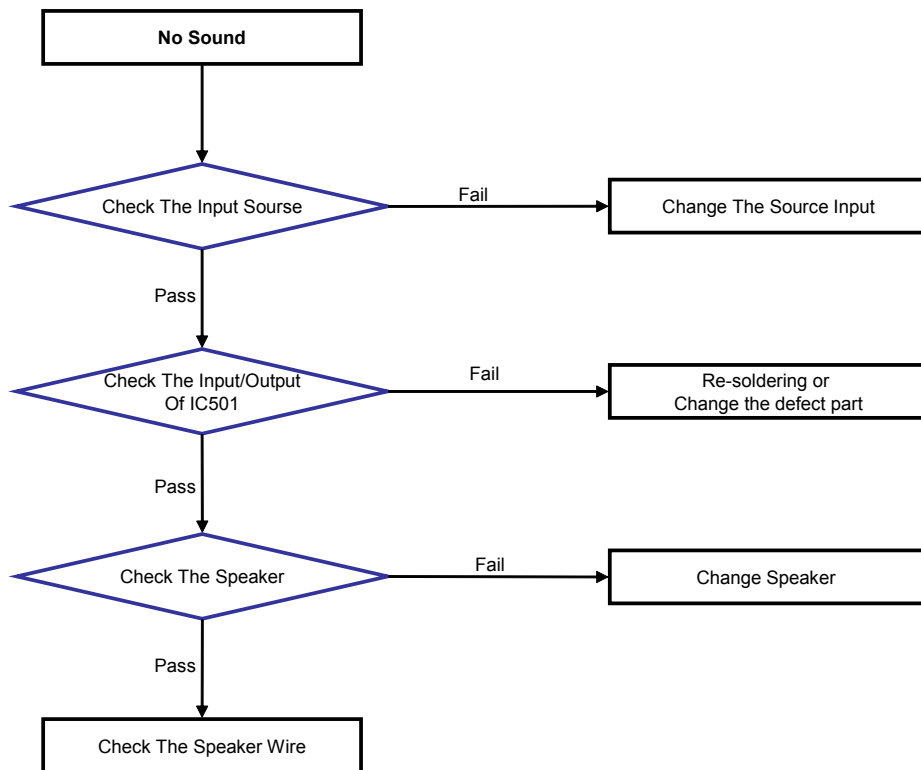 No Sound
Check The Input Sourse
Fail
Change The Source Input
Pass
Check The Input/Output
Of IC501
Fail
Re-soldering or
Change the defect part
Pass
Check The Speaker
Fail
Change Speaker
Pass
Check The Speaker Wire